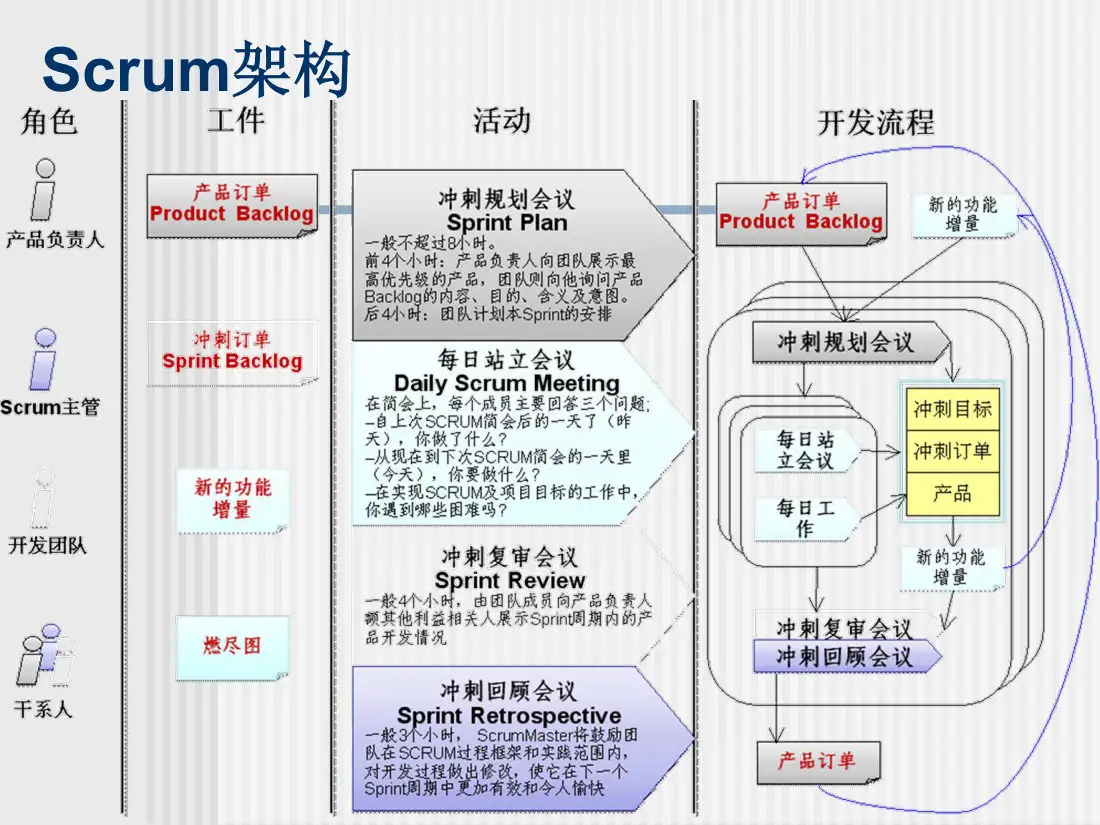 Scrum架构
角色
产品负责人
Scrum主管
开发团队
干系人
工件
产品订单
Product Backlog
冲刺订单
Sprint Backlog
新的功能
增量
燃尽图
活动
冲刺规划会议
Sprint Plan
一般不超过8小时。
前4个小时：产品负责人向团队展示最
高优先级的产品，团队则向他询问产品
Backlog的内容、目的、含义及意图。
后4小时：团队计划本Sprint的安排
每日站立会议
Daily Scrum Meeting
在简会上，每个成员主要回答三个问题;
–自上次SCRUM简会后的一天了（昨
天），你做了什么？
–从现在到下次SCRUM简会的一天里
（今天），你要做什么？
–在实现SCRUM及项目目标的工作中,
你遇到哪些困难吗？
冲刺复审会议
Sprint Review
一般4个小时，由团队成员向产品负责人
额其他利益相关人展示Sprint周期内的产
品开发情况
冲刺回顾会议
Sprint Retrospective
一般3个小时， ScrumMaster将鼓励团
队在SCRUM过程框架和实践范围内，
对开发过程做出修改，使它在下一个
Sprint周期中更加有效和令人愉快
开发流程
产品订单
Product Backlog
新的功能
增量
冲刺规划会议
每日站
立会议
每日工
作
冲刺目标
冲刺订单
产品
新的功能
增量
冲刺复审会议
冲刺回顾会议
产品订单